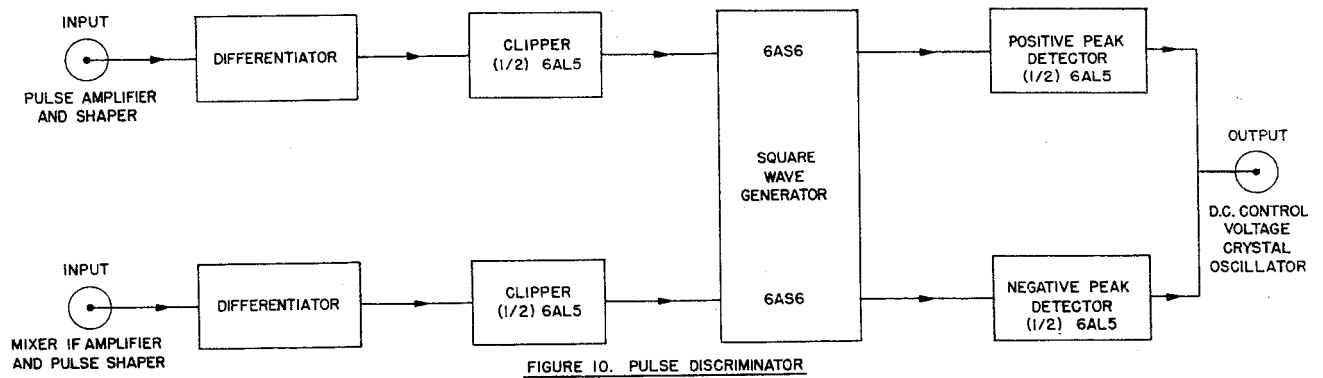 INPUT
PULSE AMPLIFIER
AND SHAPER
DIFFERENTIATOR
CLIPPER
(1/2) 6AL5
6AS6
SQUARE
WAVE
GENERATOR
6AS6
POSITIVE PEAK
DETECTOR
(1/2) 6AL5
OUTPUT
D.C. CONTROL
VOLTAGE
CRYSTAL
OSCILLATOR
INPUT
MIXER IF AMPLIFIER
AND PULSE SHAPER
DIFFERENTIATOR
CLIPPER
(1/2) 6AL5
NEGATIVE PEAK
DETECTOR
(1/2) 6AL5
FIGURE 10. PULSE DISCRIMINATOR